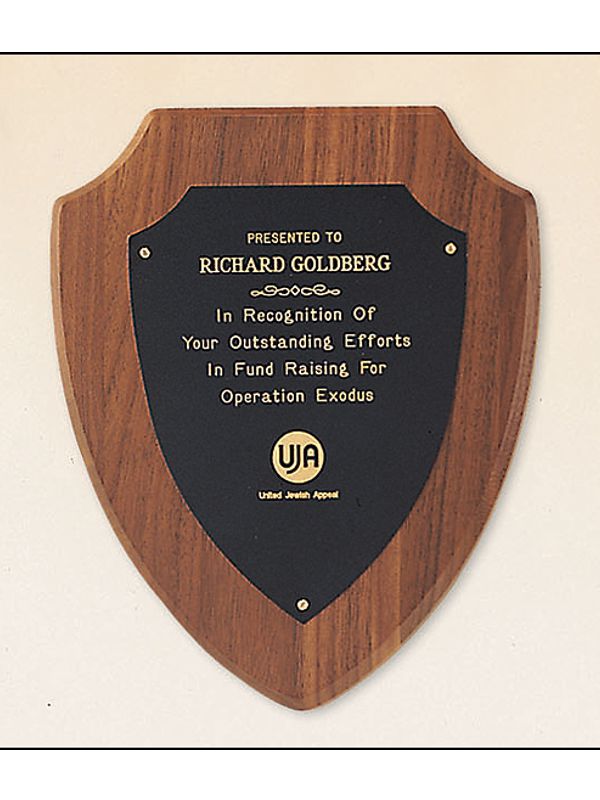 PRESENTED TO
RICHARD GOLDBERG
In Recognition Of
Your Outstanding Efforts
In Fund Raising For
Operation Exodus
UJA
United Jewish Appeal